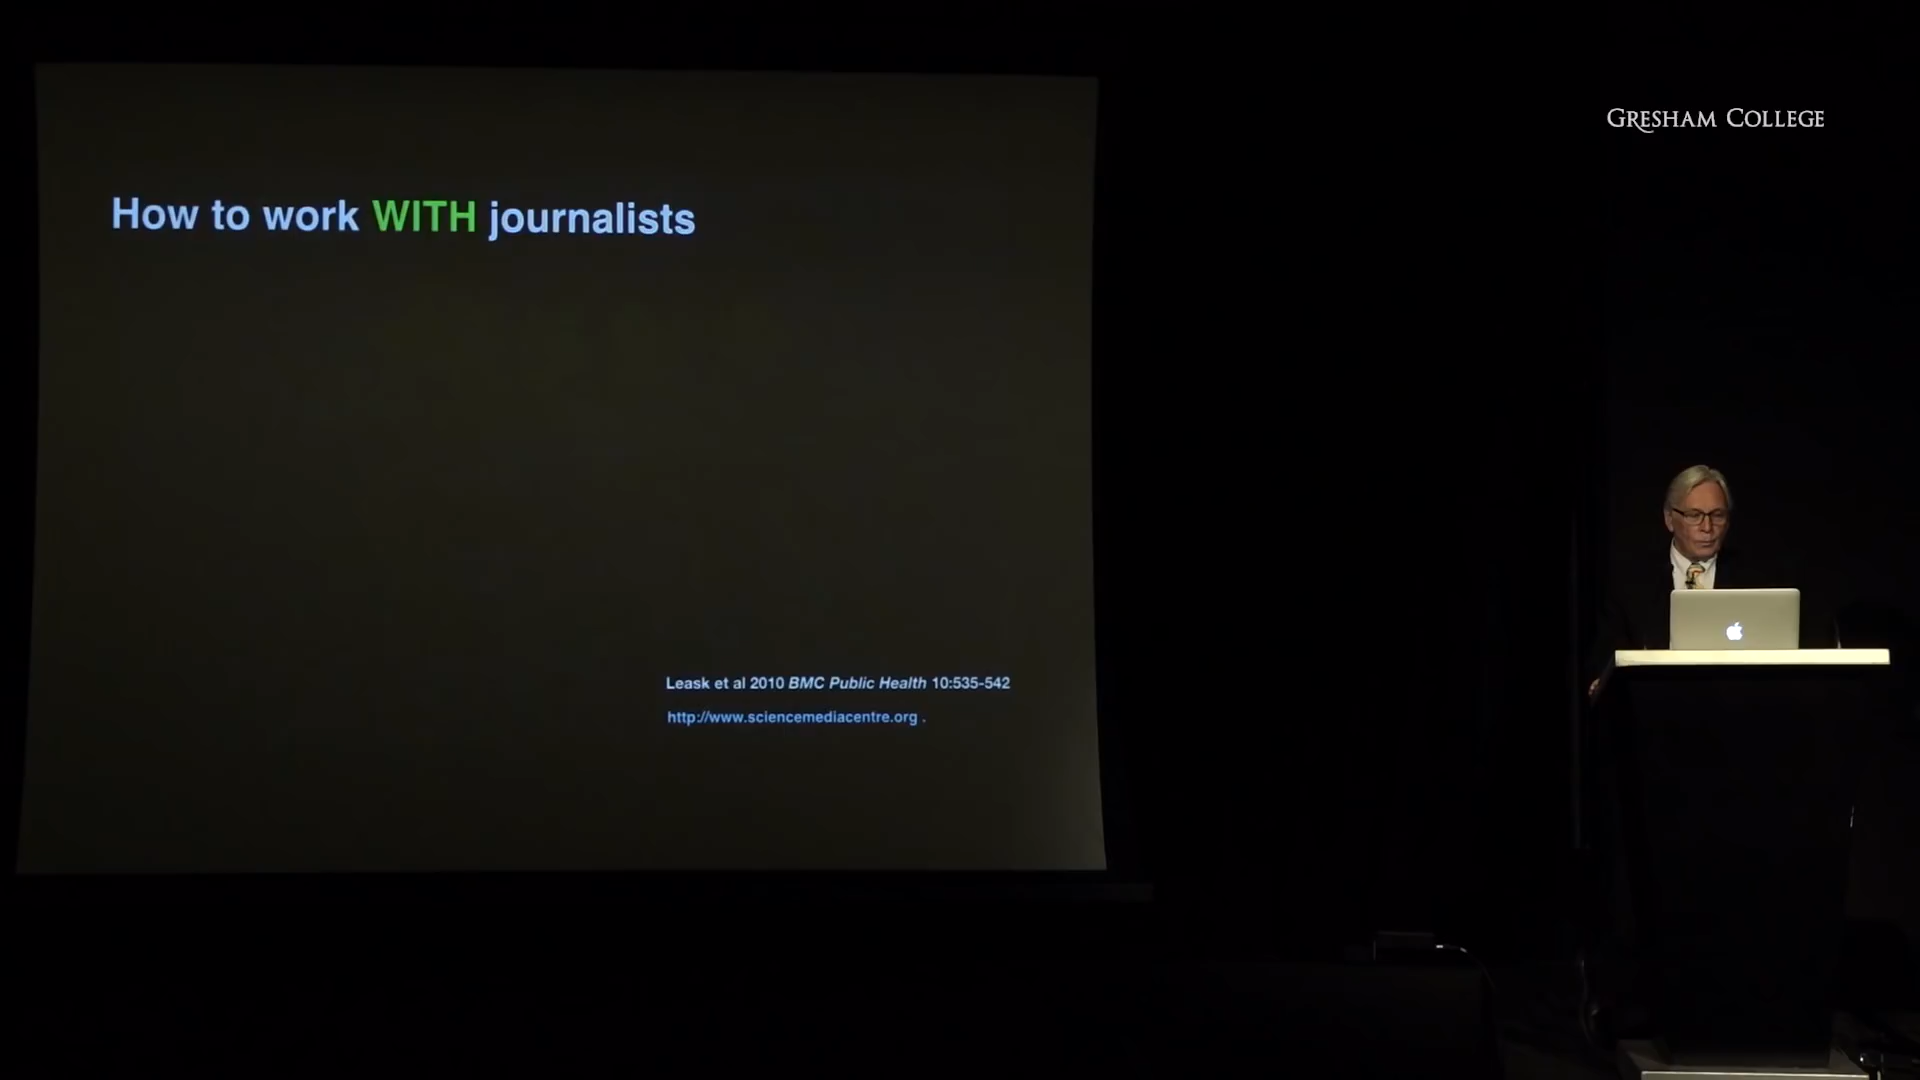 GRESHAM COLLEGE
How to work WITH journalists
Leask et al 2010 BMC Public Health 10:535-542
http://www.sciencemediacentre.org .